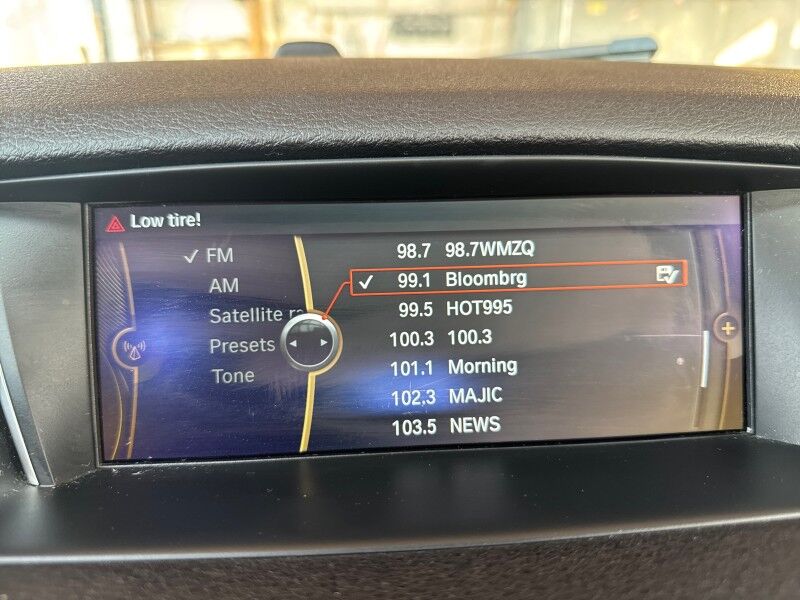 Low tire!
FM
AM
Satellite ra
Presets
Tone
98.7 98.7WMZQ
99.1 Bloombrg
99.5 HOT995
100.3 100.3
101.1 Morning
102.3 MAJIC
103.5 NEWS